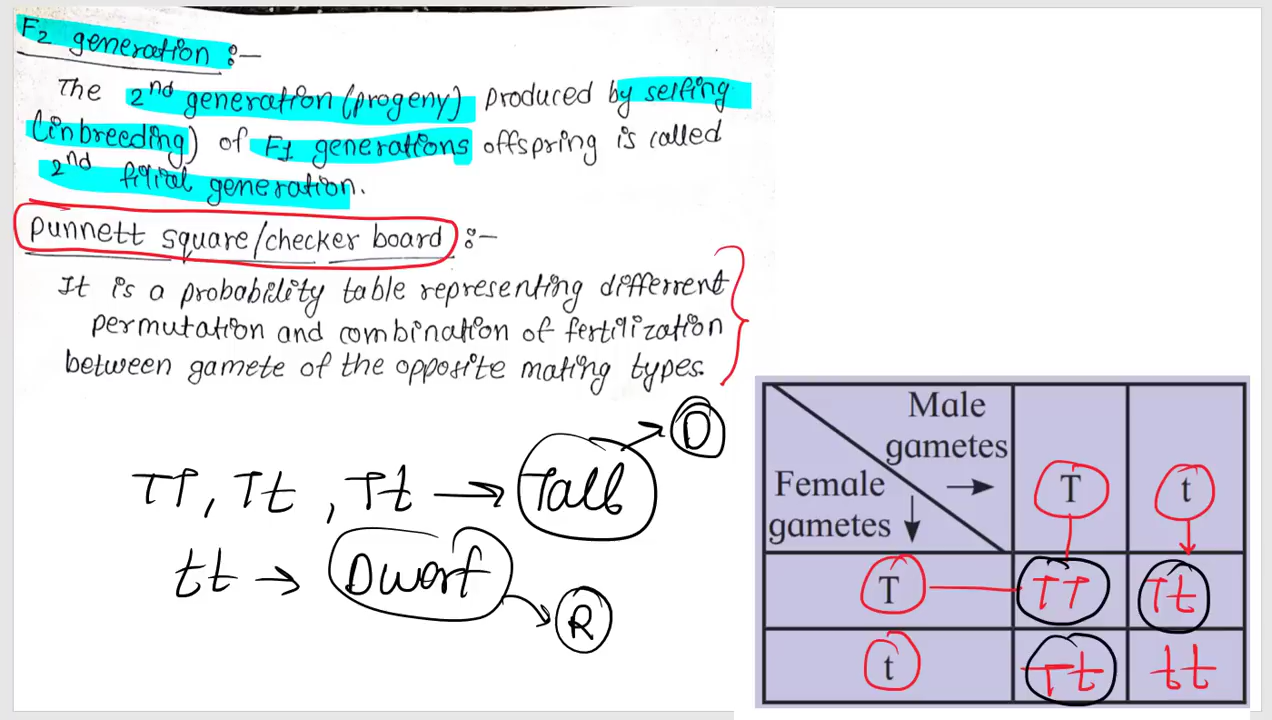 F2 generation :-
The 2nd generation (progeny) produced by selfing
(inbreeding) of F1 generations offspring is called
2nd filial generation.
Punnett square/checker board :-
It is a probability table representing different
permutation and combination of fertilization
between gamete of the opposite mating types.
TT, Tt, Tt → Tall → D
tt → Dwarf → R
Male
gametes →
Female
gametes ↓
T t
T TT Tt
t Tt tt